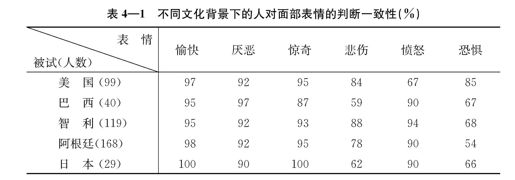 表 4—1 不同文化背景下的人对面部表情的判断一致性(%)
表 情
被试(人数) 愉快 厌恶 惊奇 悲伤 愤怒 恐惧
美 国(99) 97 92 95 84 67 85
巴 西(40) 95 97 87 59 90 67
智 利(119) 95 92 93 88 94 68
阿根廷(168) 98 92 95 78 90 54
日 本(29) 100 90 100 62 90 66